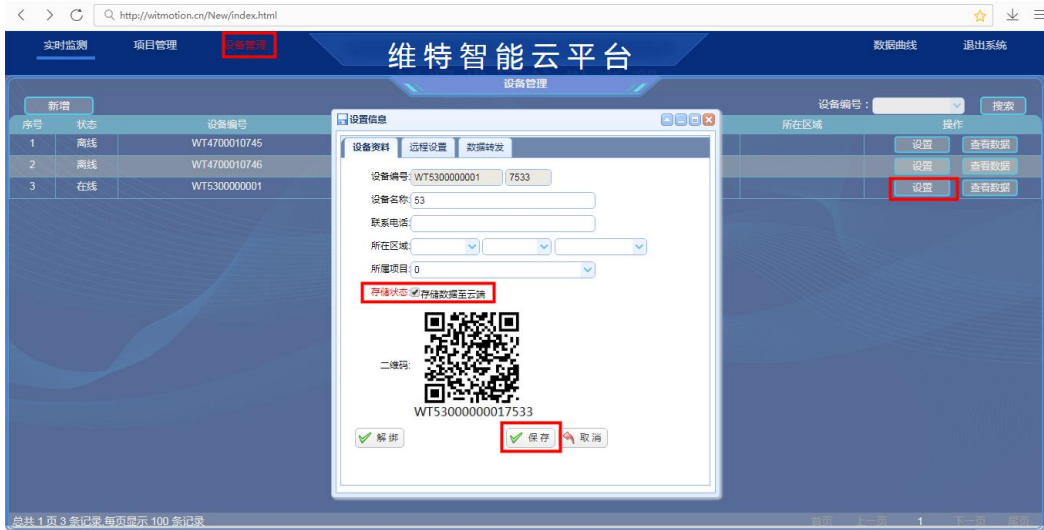 http://witmotion.cn/New/index.html
实时监测 项目管理 设备管理 维特智能云平台 数据曲线 退出系统
设备管理
新增 设备编号： 搜索
序号 状态 设备编号 所在区域 操作
1 离线 WT4700010745 设置 查看数据
2 离线 WT4700010746 设置 查看数据
3 在线 WT5300000001 设置 查看数据
设置信息
设备资料 远程设置 数据转发
设备编号: WT5300000001 7533
设备名称: 53
联系电话:
所在区域:
所属项目: 0
存储状态: 存储数据至云端
二维码:
WT53000000017533
解绑 保存 取消
总共 1 页 3 条记录,每页显示 100 条记录 首页 上一页 1 下一页 尾页